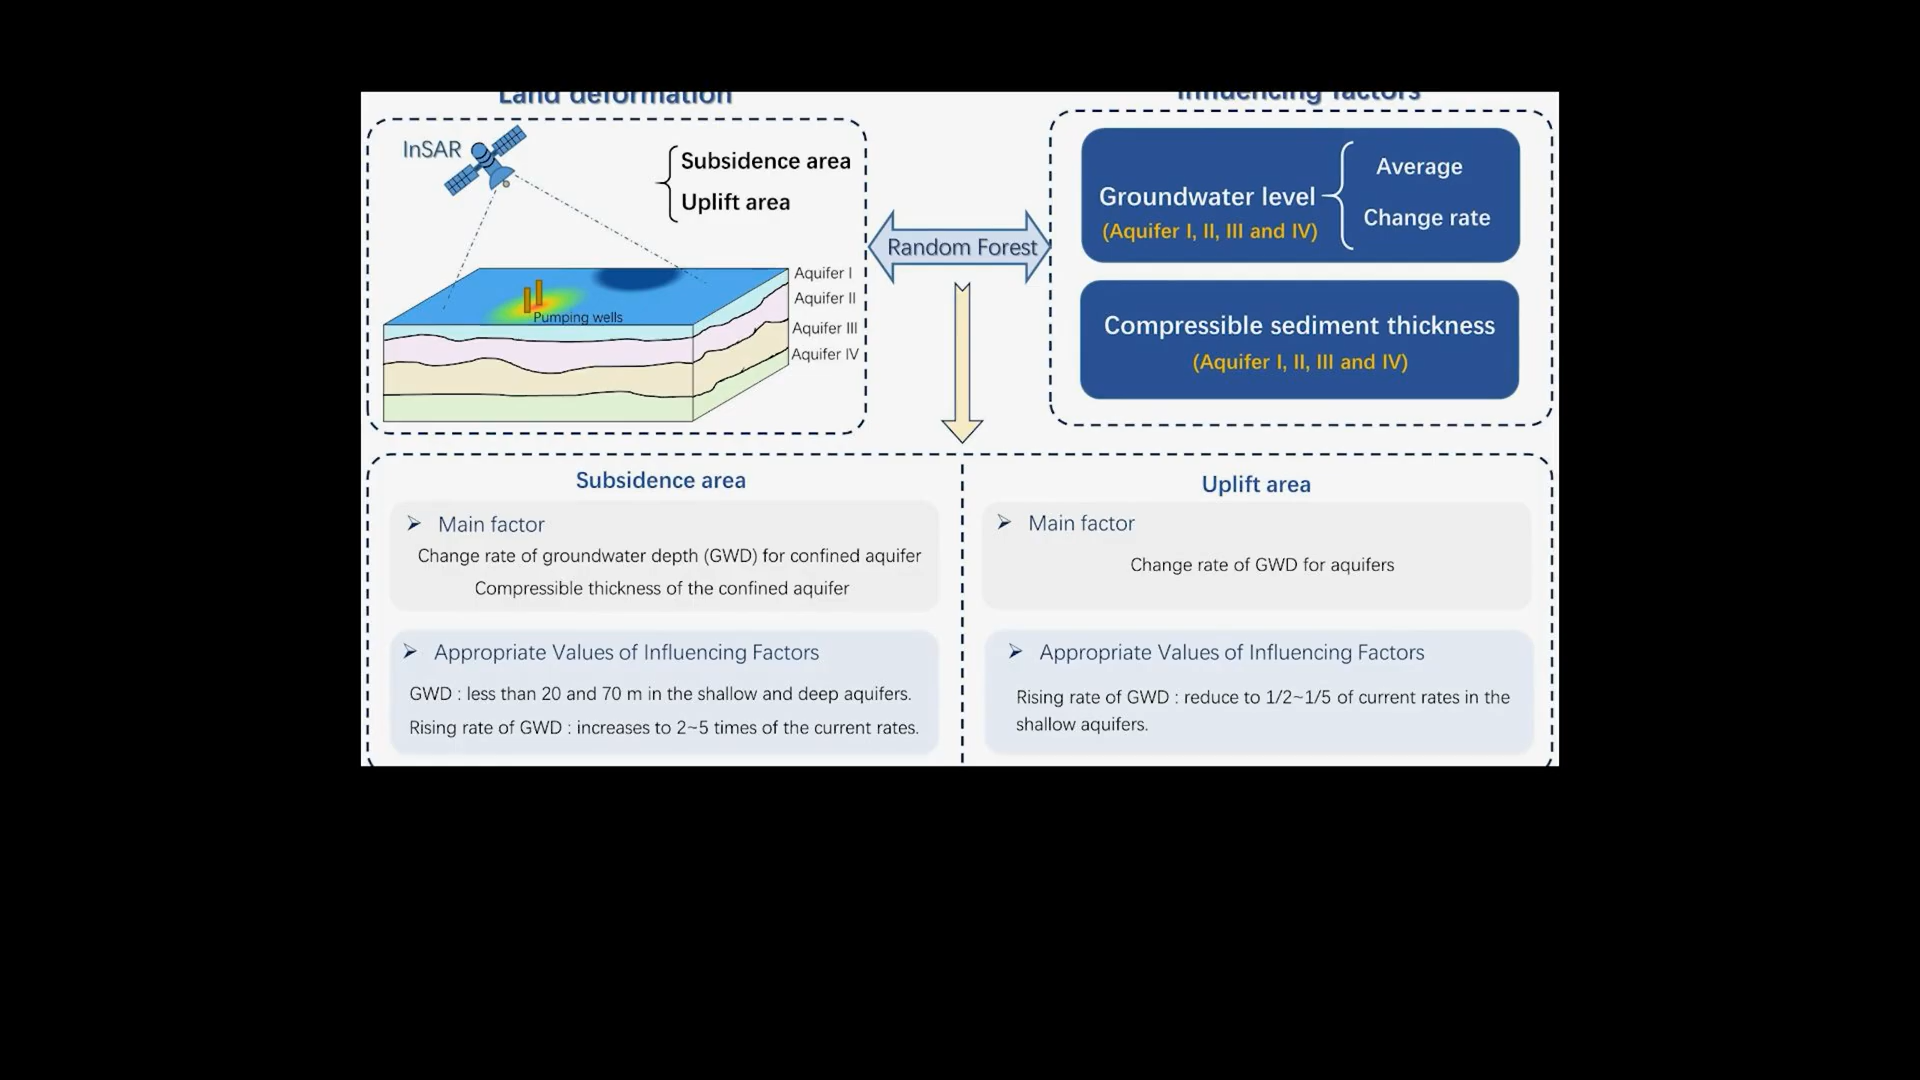 Land deformation
Influencing factors
InSAR
Subsidence area
Uplift area
Aquifer I
Aquifer II
Aquifer III
Aquifer IV
Pumping wells
Random Forest
Groundwater level
(Aquifer I, II, III and IV)
Average
Change rate
Compressible sediment thickness
(Aquifer I, II, III and IV)
Subsidence area
➢ Main factor
Change rate of groundwater depth (GWD) for confined aquifer
Compressible thickness of the confined aquifer
➢ Appropriate Values of Influencing Factors
GWD : less than 20 and 70 m in the shallow and deep aquifers.
Rising rate of GWD : increases to 2~5 times of the current rates.
Uplift area
➢ Main factor
Change rate of GWD for aquifers
➢ Appropriate Values of Influencing Factors
Rising rate of GWD : reduce to 1/2~1/5 of current rates in the
shallow aquifers.